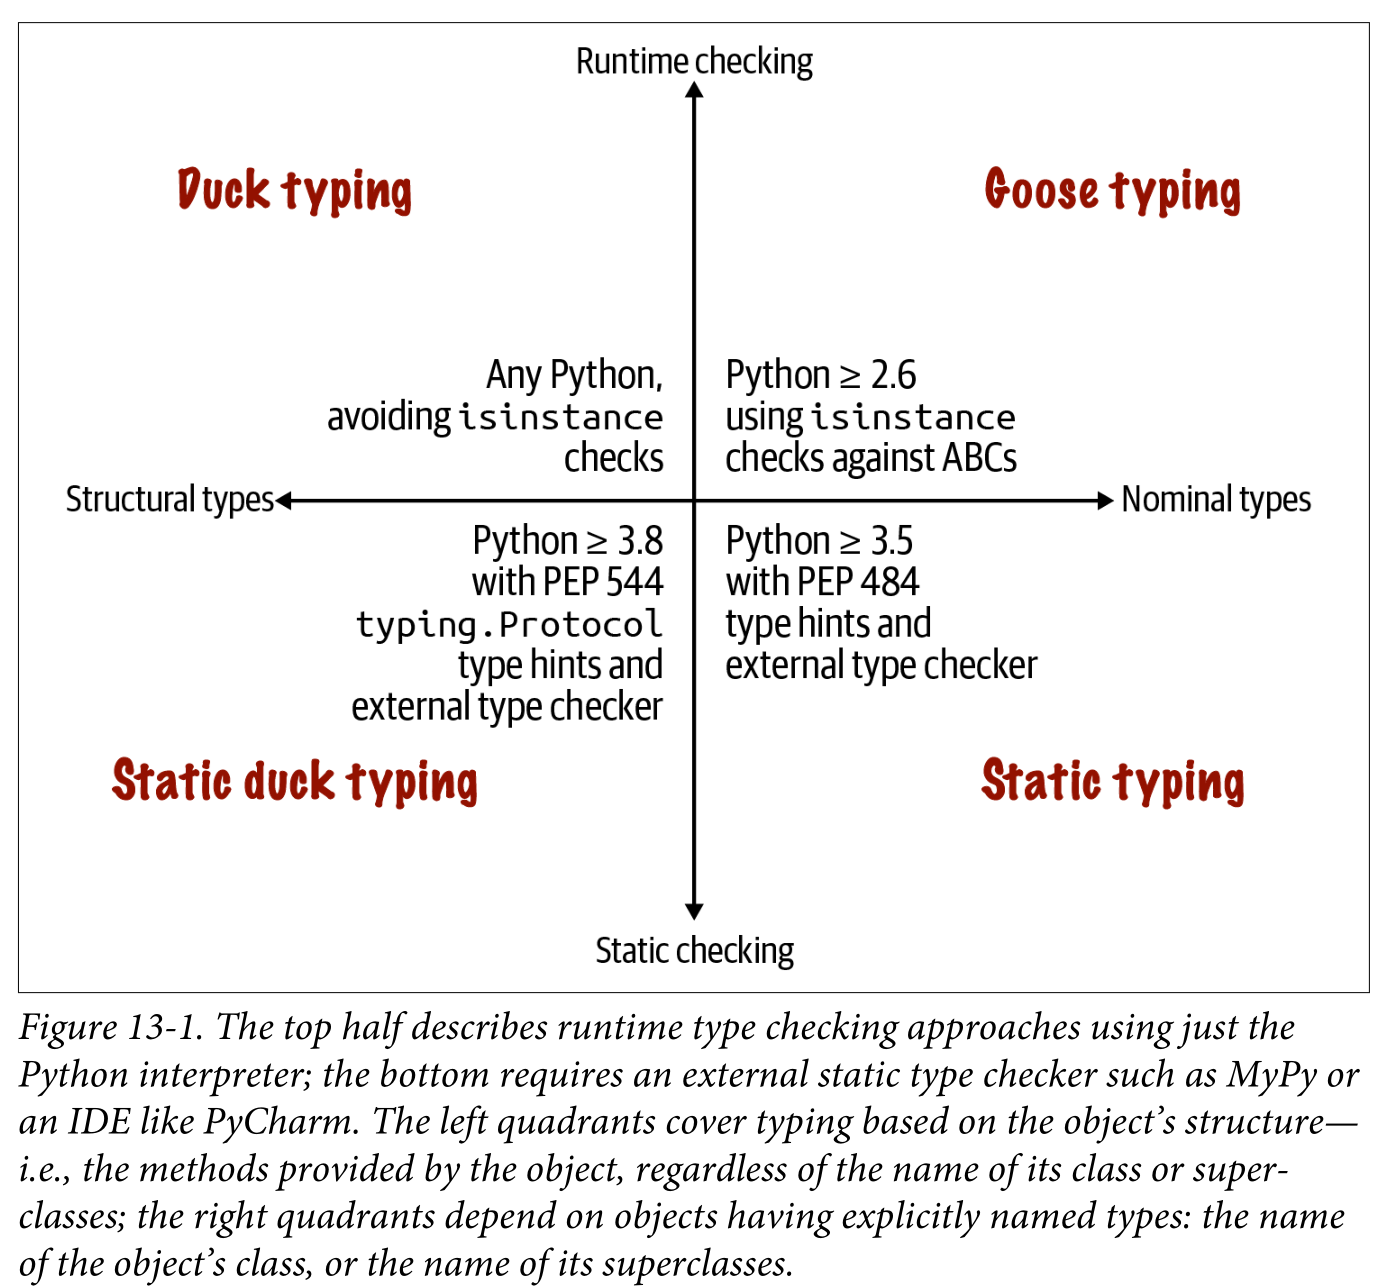 Runtime checking
Duck typing
Goose typing
Any Python,
avoiding isinstance
checks
Python ≥ 2.6
using isinstance
checks against ABCs
Structural types
Nominal types
Python ≥ 3.8
with PEP 544
typing.Protocol
type hints and
external type checker
Python ≥ 3.5
with PEP 484
type hints and
external type checker
Static duck typing
Static typing
Static checking
Figure 13-1. The top half describes runtime type checking approaches using just the
Python interpreter; the bottom requires an external static type checker such as MyPy or
an IDE like PyCharm. The left quadrants cover typing based on the object’s structure—
i.e., the methods provided by the object, regardless of the name of its class or super-
classes; the right quadrants depend on objects having explicitly named types: the name
of the object’s class, or the name of its superclasses.